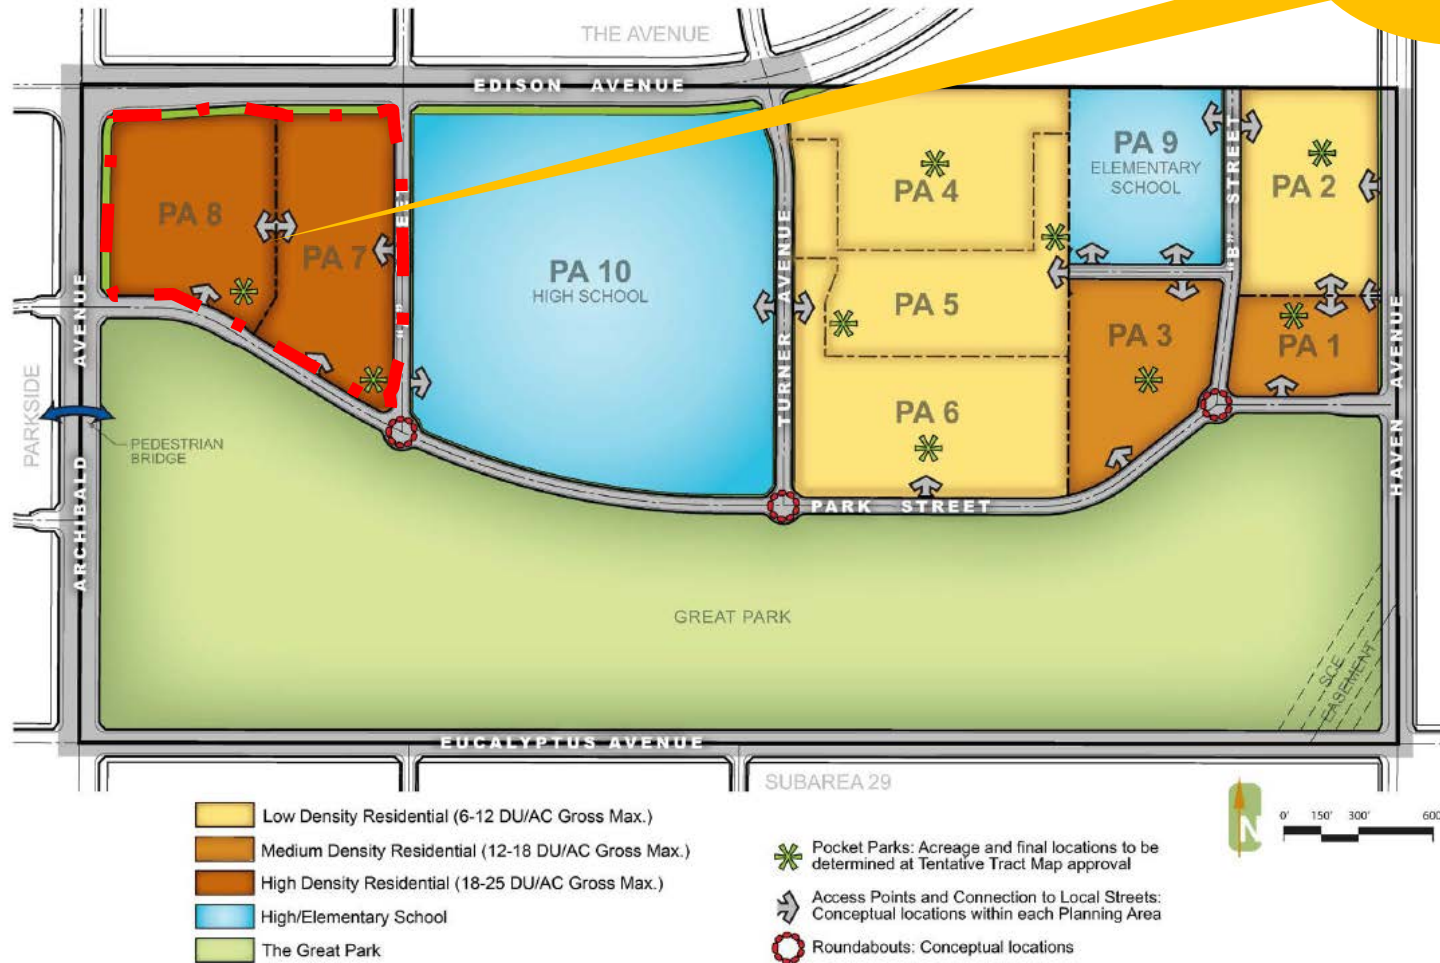 THE AVENUE
EDISON AVENUE
PA 8
PA 7
PA 10
HIGH SCHOOL
PA 4
PA 5
PA 6
PA 9
ELEMENTARY
SCHOOL
PA 2
PA 3
PA 1
"B" STREET
TURNER AVENUE
HAVEN AVENUE
ARCHIBALD AVENUE
PARKSIDE
PEDESTRIAN
BRIDGE
PARK STREET
GREAT PARK
SCE
EASEMENT
EUCALYPTUS AVENUE
SUBAREA 29
Low Density Residential (6-12 DU/AC Gross Max.)
Medium Density Residential (12-18 DU/AC Gross Max.)
High Density Residential (18-25 DU/AC Gross Max.)
High/Elementary School
The Great Park
Pocket Parks: Acreage and final locations to be
determined at Tentative Tract Map approval
Access Points and Connection to Local Streets:
Conceptual locations within each Planning Area
Roundabouts: Conceptual locations
N
0' 150' 300' 600